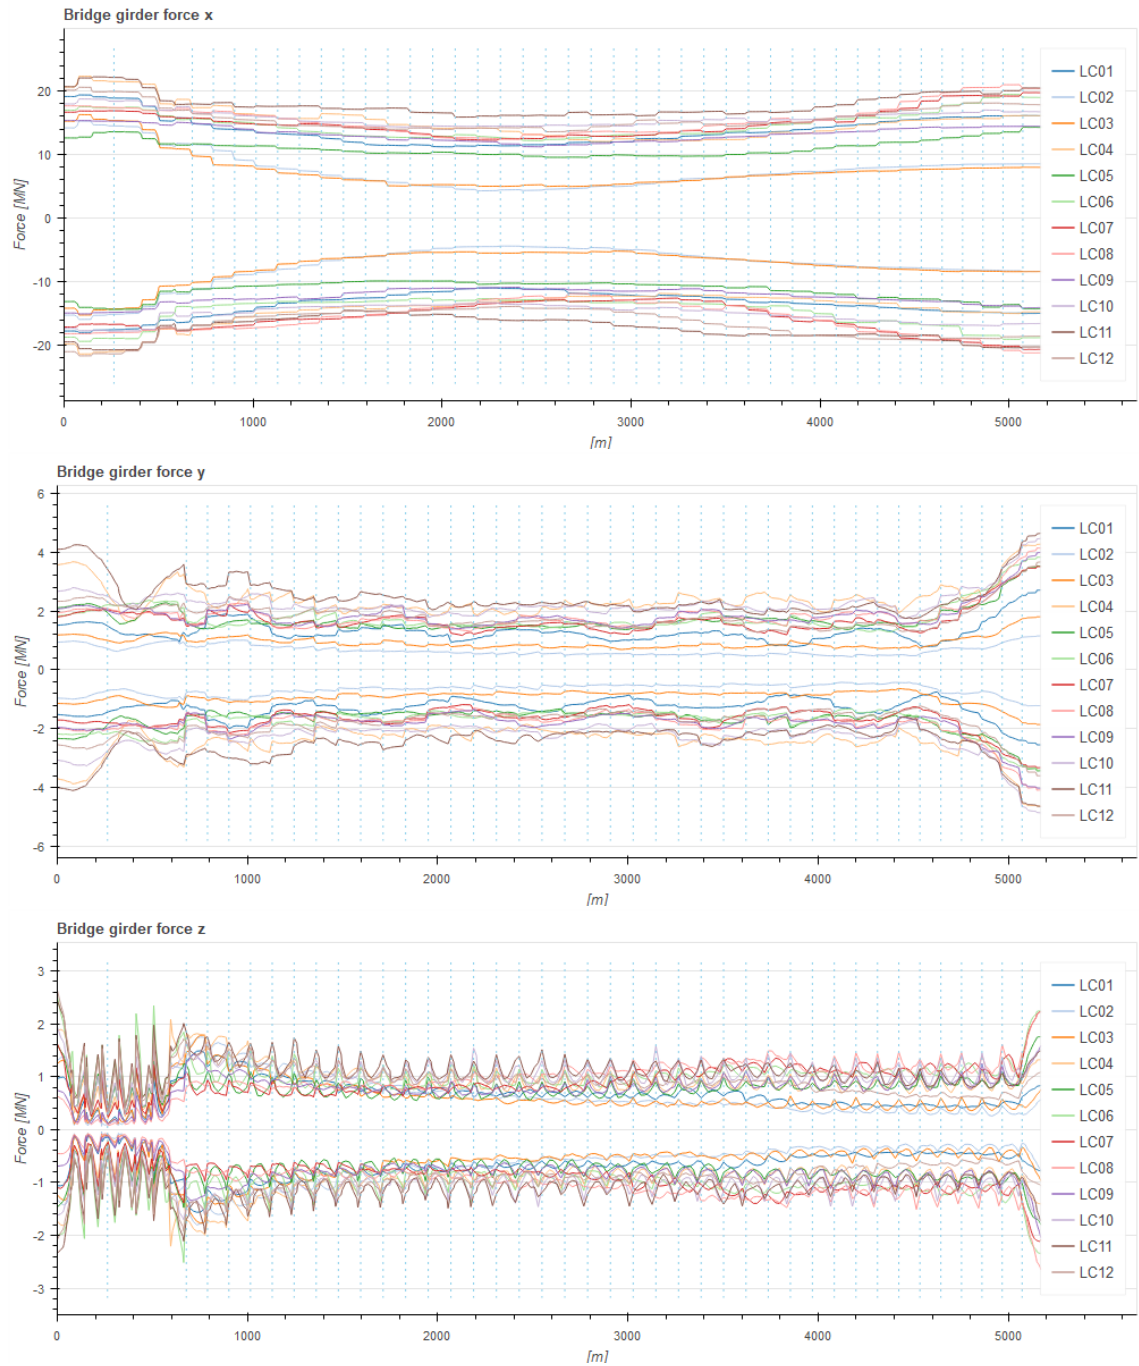 Bridge girder force x
20
10
0
-10
-20
Force [MN]
0 1000 2000 3000 4000 5000
[m]
LC01
LC02
LC03
LC04
LC05
LC06
LC07
LC08
LC09
LC10
LC11
LC12
Bridge girder force y
6
4
2
0
-2
-4
-6
Force [MN]
0 1000 2000 3000 4000 5000
[m]
LC01
LC02
LC03
LC04
LC05
LC06
LC07
LC08
LC09
LC10
LC11
LC12
Bridge girder force z
3
2
1
0
-1
-2
-3
Force [MN]
0 1000 2000 3000 4000 5000
[m]
LC01
LC02
LC03
LC04
LC05
LC06
LC07
LC08
LC09
LC10
LC11
LC12